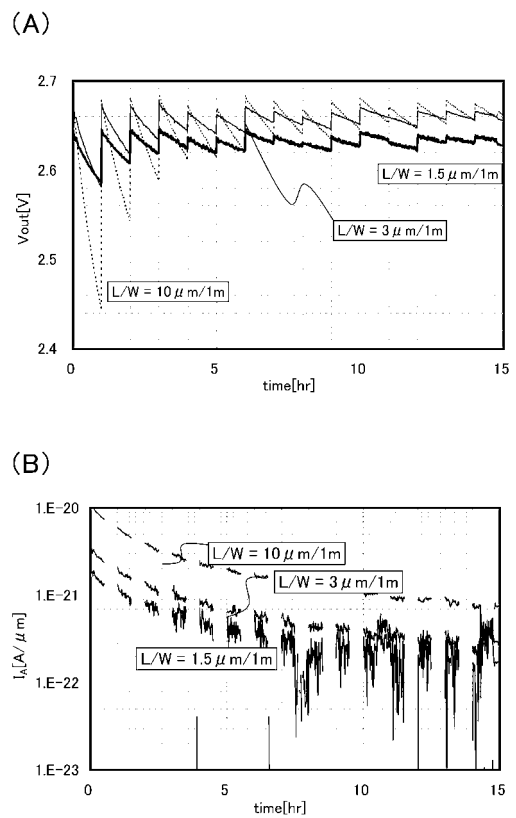 (A)
2.7
2.6
2.5
2.4
Vout[V]
L/W = 1.5 μm/1m
L/W = 3 μm/1m
L/W = 10 μm/1m
0
5
10
15
time[hr]
(B)
1.E-20
1.E-21
1.E-22
1.E-23
I_A[A/μm]
L/W = 10 μm/1m
L/W = 3 μm/1m
L/W = 1.5 μm/1m
0
5
10
15
time[hr]